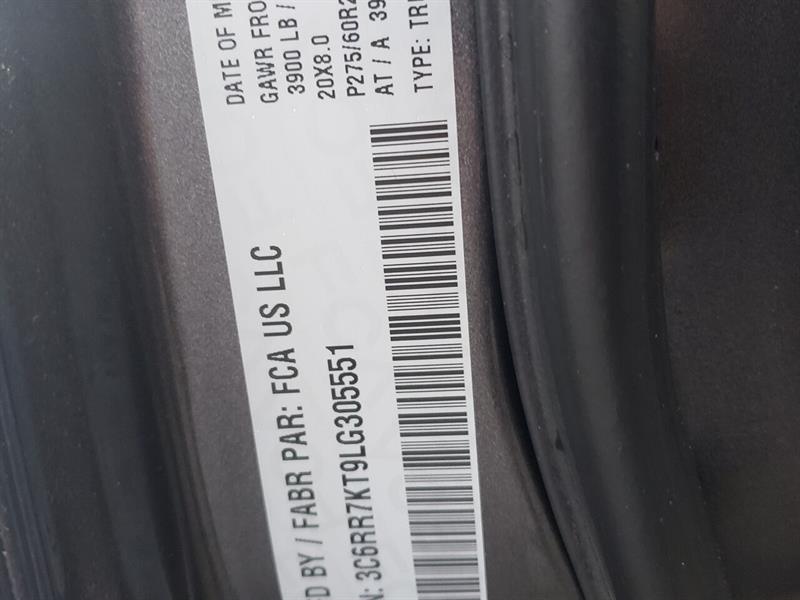 D BY / FABR PAR: FCA US LLC
DATE OF M
GAWR FRO
3900 LB /
20X8.0
P275/60R2
AT / A 39
N: 3C6RR7KT9LG305551
TYPE: TR